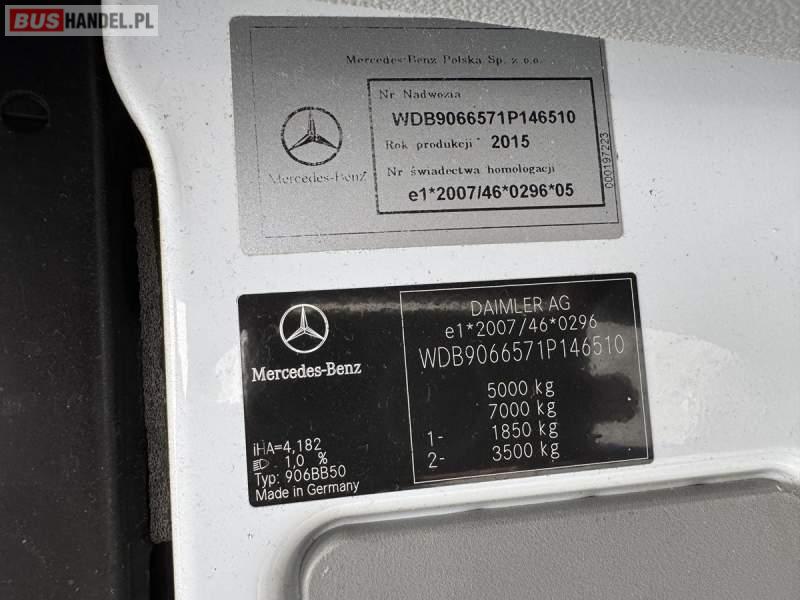 BUSHANDEL.PL
Mercedes-Benz Polska Sp. z o.o.
Nr Nadwozia
WDB9066571P146510
Rok produkcji 2015
Nr świadectwa homologacji
e1*2007/46*0296*05
Mercedes-Benz
000197223
DAIMLER AG
e1*2007/46*0296
WDB9066571P146510
5000 kg
7000 kg
1- 1850 kg
2- 3500 kg
Mercedes-Benz
iHA=4,182
1,0 %
Typ: 906BB50
Made in Germany